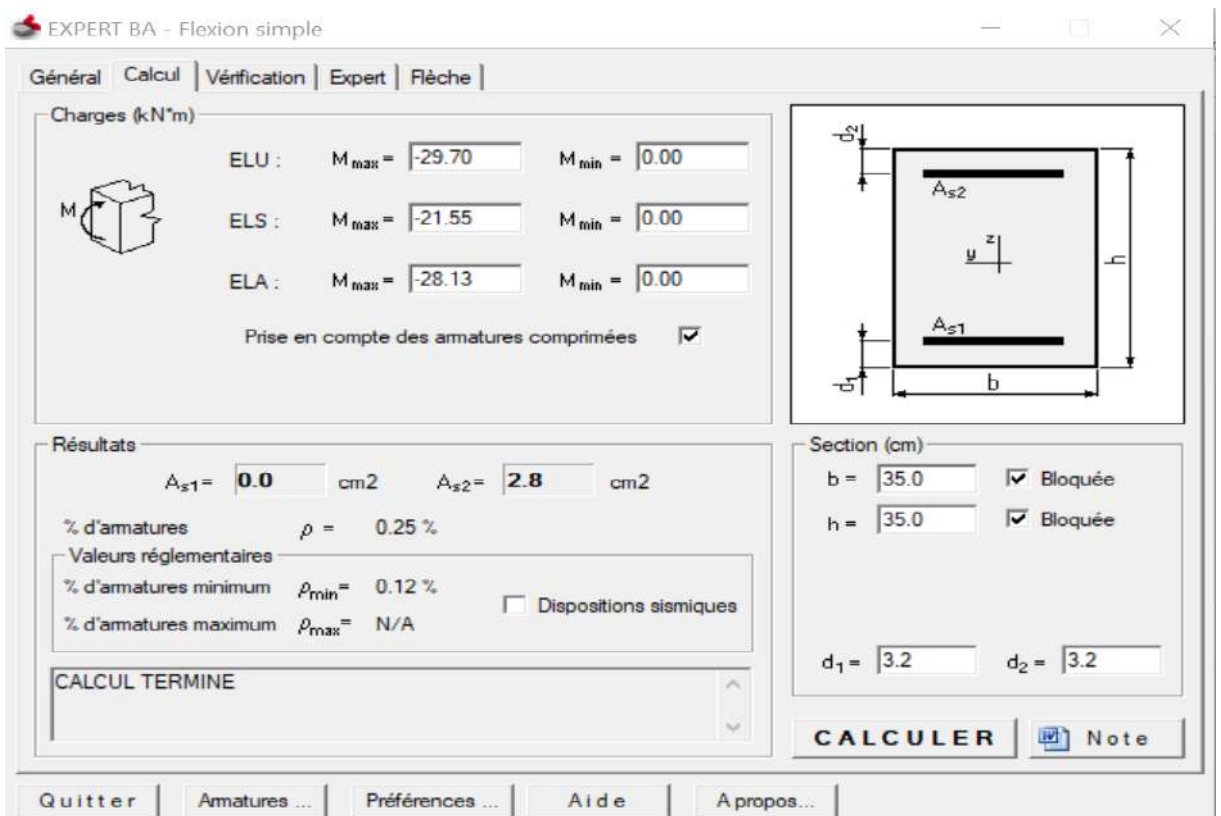 EXPERT BA - Flexion simple
Général Calcul Vérification Expert Flèche
Charges (kN*m)
M
ELU : M max = -29.70 M min = 0.00
ELS : M max = -21.55 M min = 0.00
ELA : M max = -28.13 M min = 0.00
Prise en compte des armatures comprimées
d2
As2
z
y
h
As1
d1
b
Résultats
As1= 0.0 cm2 As2= 2.8 cm2
% d'armatures ρ = 0.25 %
Valeurs réglementaires
% d'armatures minimum ρmin= 0.12 %
Dispositions sismiques
% d'armatures maximum ρmax= N/A
CALCUL TERMINE
Section (cm)
b = 35.0 Bloquée
h = 35.0 Bloquée
d1 = 3.2 d2 = 3.2
CALCULER Note
Quitter Armatures ... Préférences ... Aide A propos...